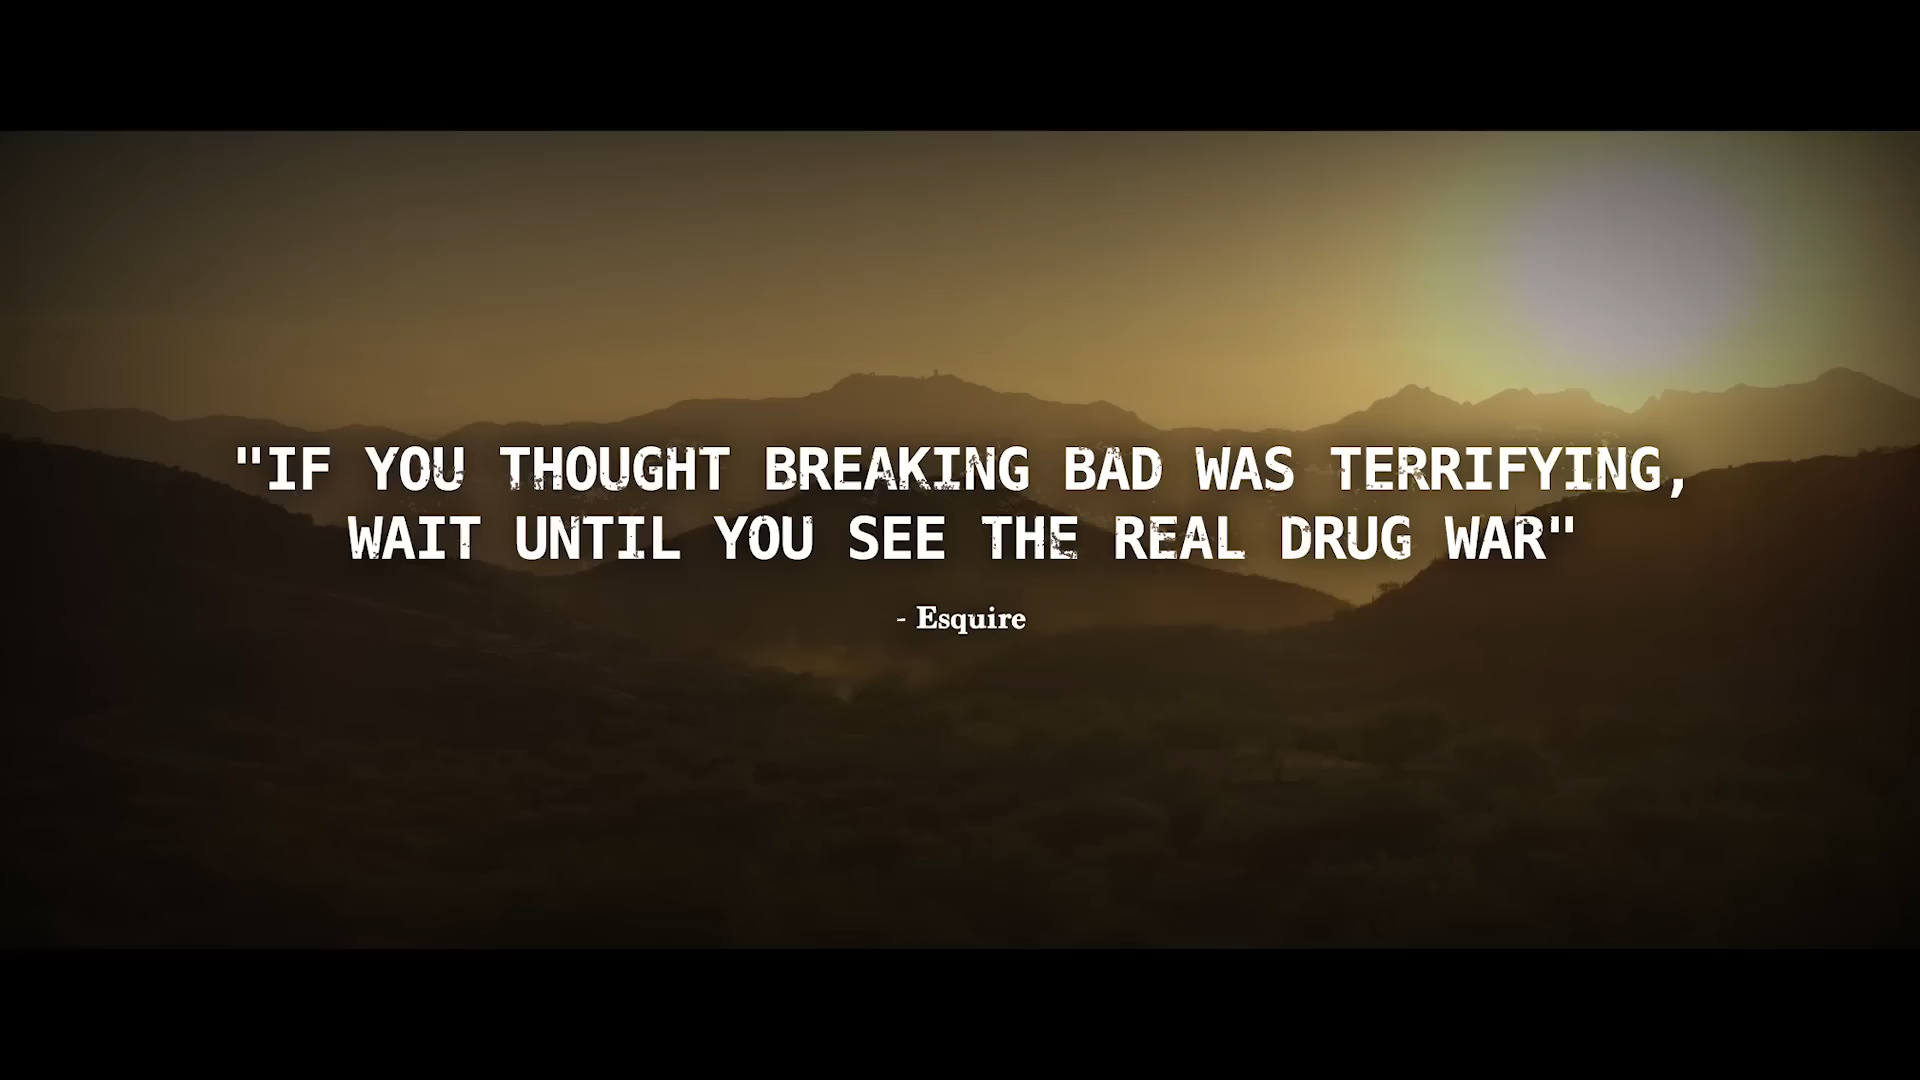 "IF YOU THOUGHT BREAKING BAD WAS TERRIFYING,
WAIT UNTIL YOU SEE THE REAL DRUG WAR"
- Esquire